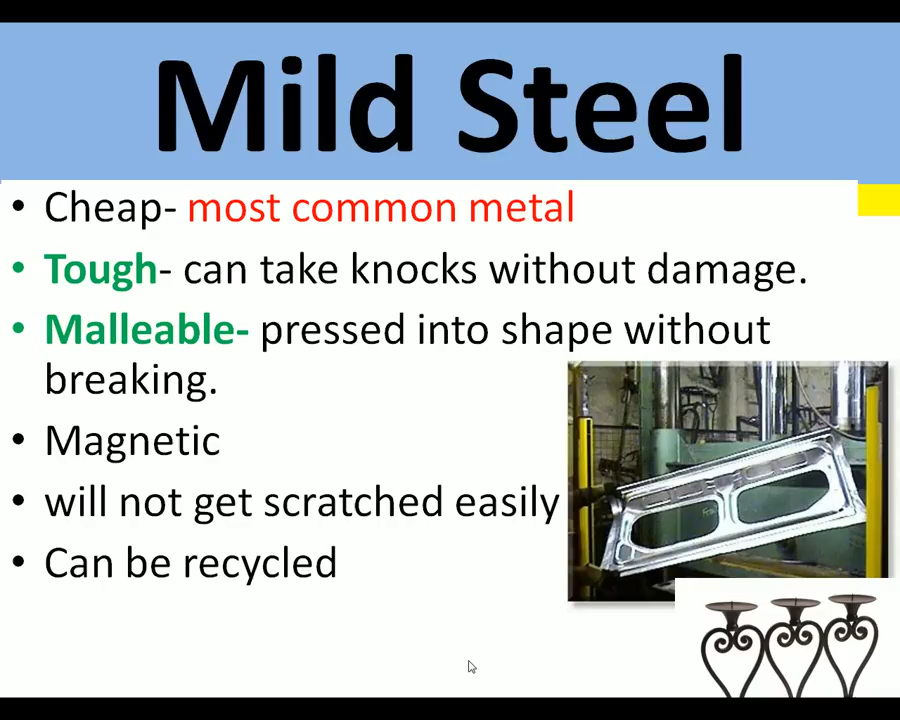 Mild Steel
• Cheap- most common metal
• Tough- can take knocks without damage.
• Malleable- pressed into shape without
breaking.
• Magnetic
• will not get scratched easily
• Can be recycled